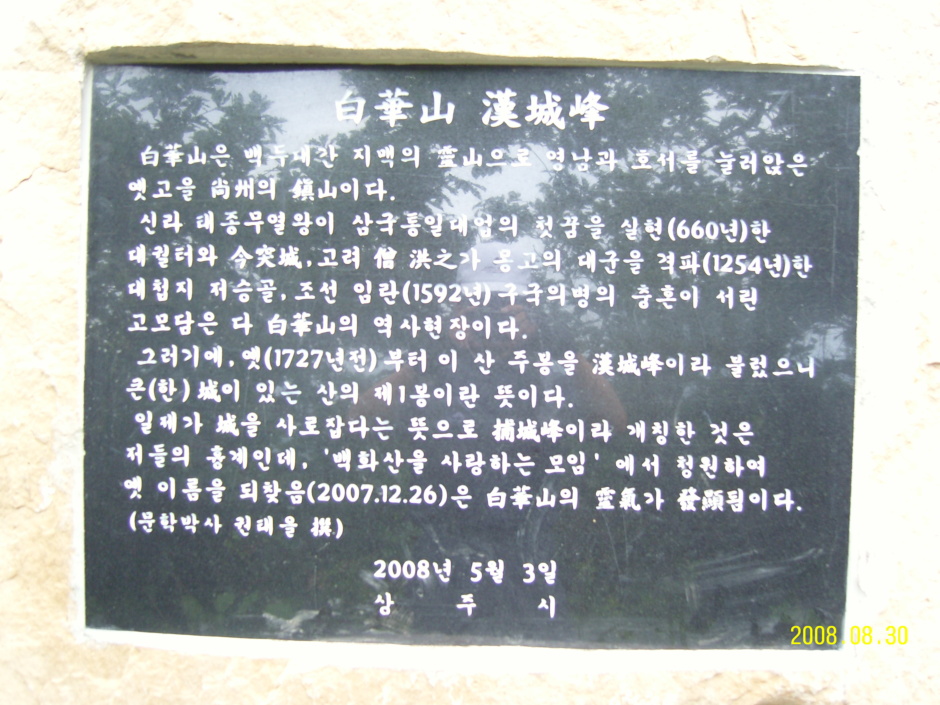 白華山 漢城峰
白華山은 백두대간 지맥의 靈山으로 영남과 호서를 눌러앉은
옛고을 尙州의 鎭山이다.
신라 태종무열왕이 삼국통일대업의 첫꿈을 실현(660년)한
대궐터와 今突城, 고려 僧 洪之가 몽고의 대군을 격파(1254년)한
대첩지 저승골, 조선 임란(1592년) 구국의병의 충혼이 서린
고모담은 다 白華山의 역사현장이다.
그러기에, 옛(1727년전) 부터 이 산 주봉을 漢城峰이라 불렀으니
큰(한) 城이 있는 산의 제1봉이란 뜻이다.
일제가 城을 사로잡다는 뜻으로 捕城峰이라 개칭한 것은
저들의 흉계인데, '백화산을 사랑하는 모임' 에서 청원하여
옛 이름을 되찾음(2007.12.26)은 白華山의 靈氣가 發顯됨이다.
(문학박사 권태을 撰)
2008년 5월 3일
상 주 시
2008.08.30